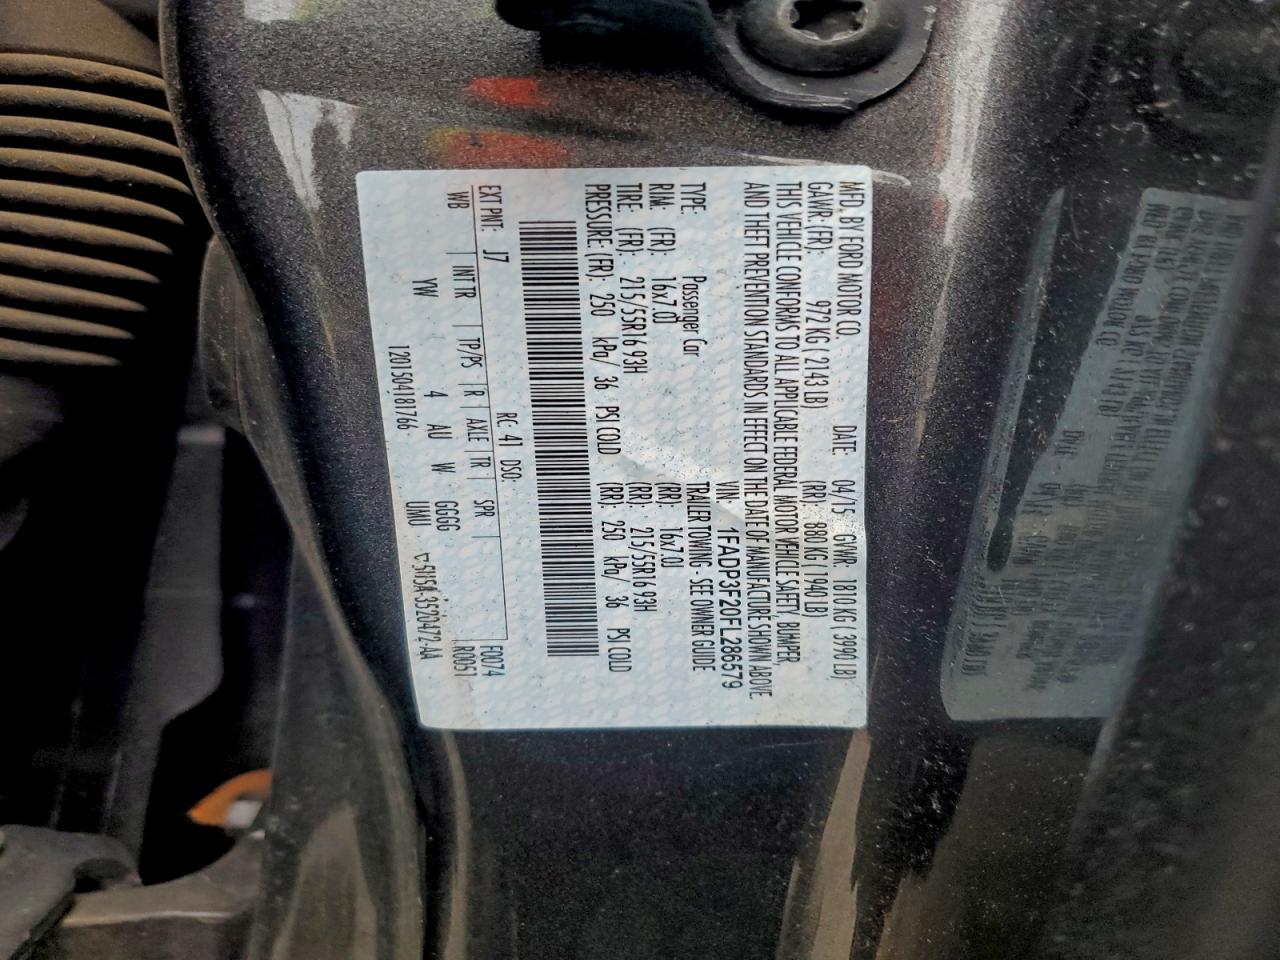 MFD. BY FORD MOTOR CO.
DATE: 04/15 GVWR: 1810 KG ( 3990 LB)
GAWR: (FR): 972 KG ( 2143 LB) (RR): 880 KG ( 1940 LB)
THIS VEHICLE CONFORMS TO ALL APPLICABLE FEDERAL MOTOR VEHICLE SAFETY, BUMPER,
AND THEFT PREVENTION STANDARDS IN EFFECT ON THE DATE OF MANUFACTURE SHOWN ABOVE.
VIN: 1FADP3F20FL286579
TYPE: Passenger Car TRAILER TOWING - SEE OWNER GUIDE
RIM: (FR): 16x7.0J (RR): 16x7.0J
TIRE: (FR): 215/55R16 93H (RR): 215/55R16 93H
PRESSURE: (FR): 250 kPa/ 36 PSI COLD (RR): 250 kPa/ 36 PSI COLD
RC: 41 DSO: F0074
EXT PNT: J7 R0351
WB INT TR TP/PS R AXLE TR SPR
YW 4 AU W GGGG
UMU
1201504181766 5U5A-3520472-AA